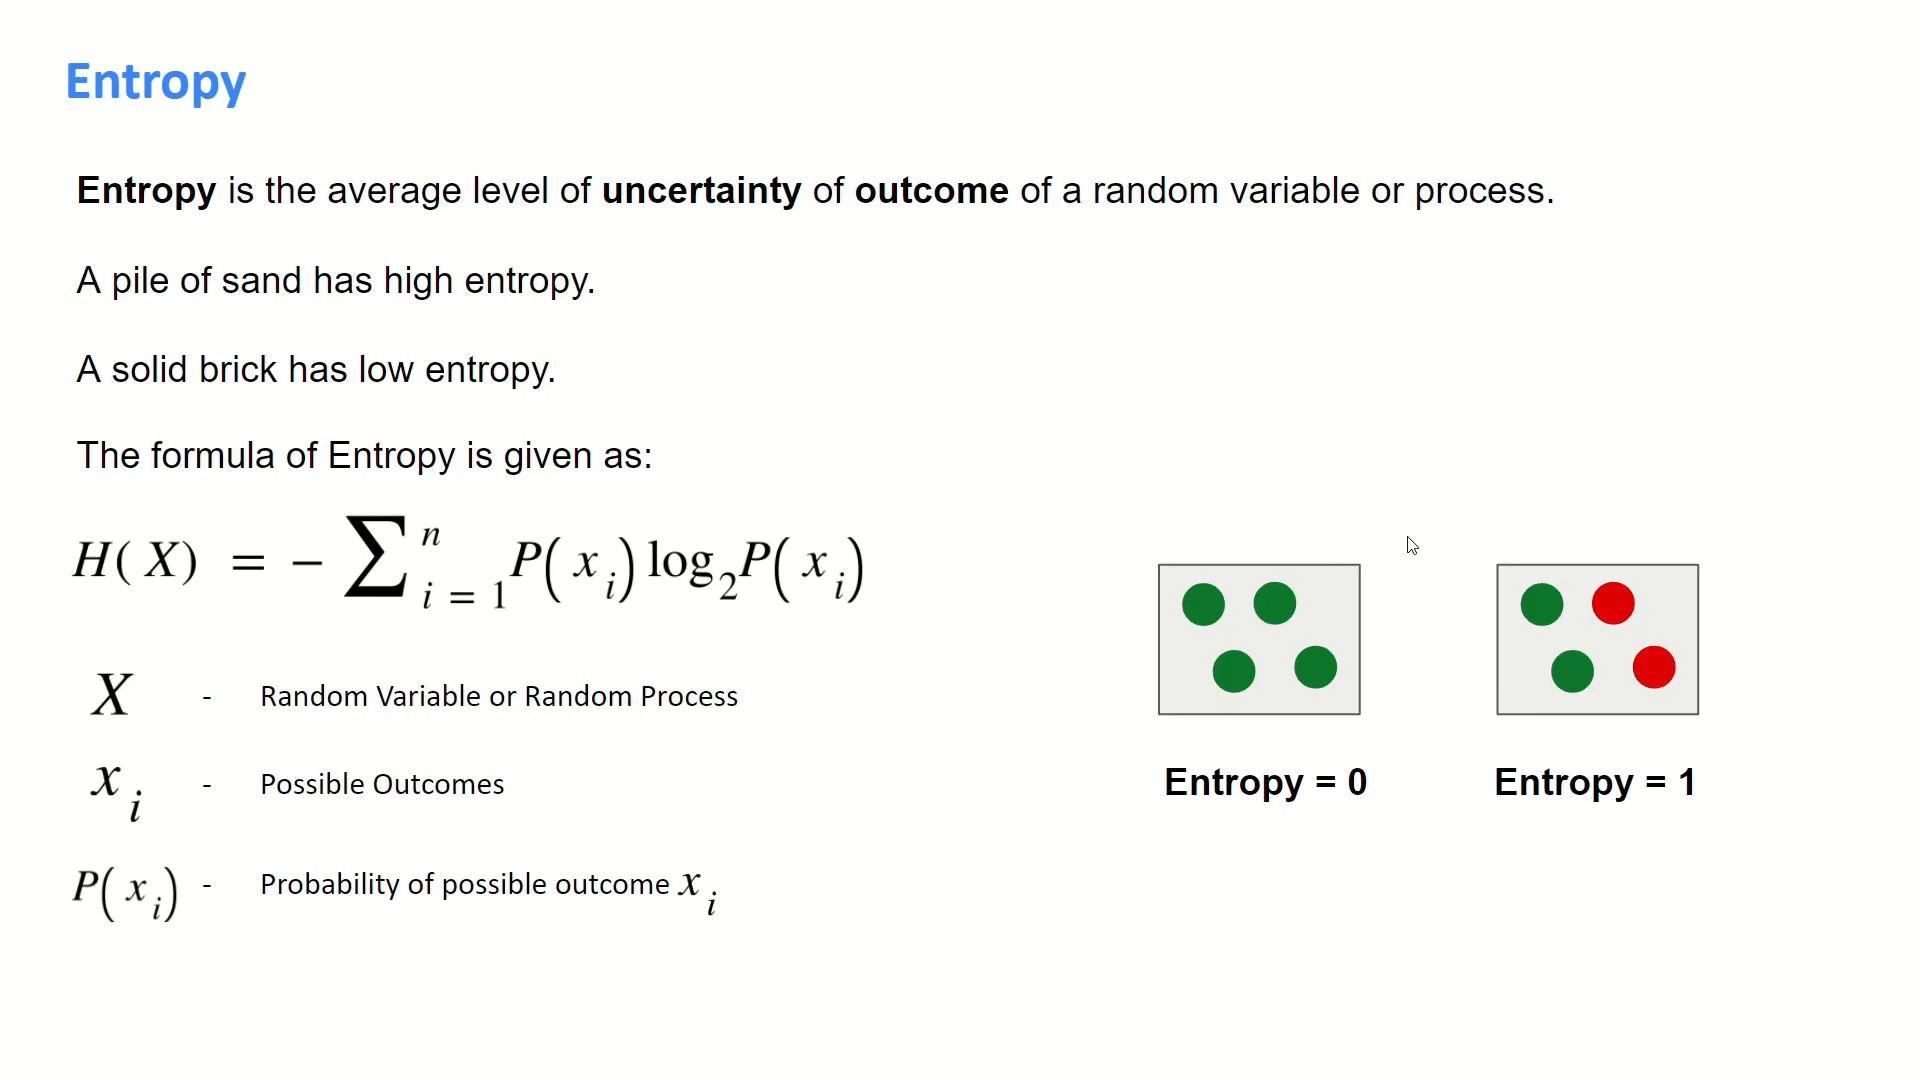 Entropy
Entropy is the average level of uncertainty of outcome of a random variable or process.
A pile of sand has high entropy.
A solid brick has low entropy.
The formula of Entropy is given as:
H( X) = − ∑ⁿᵢ ₌ ₁ P( xᵢ) log₂P( xᵢ)
X - Random Variable or Random Process
xᵢ - Possible Outcomes
P( xᵢ) - Probability of possible outcome xᵢ
Entropy = 0
Entropy = 1